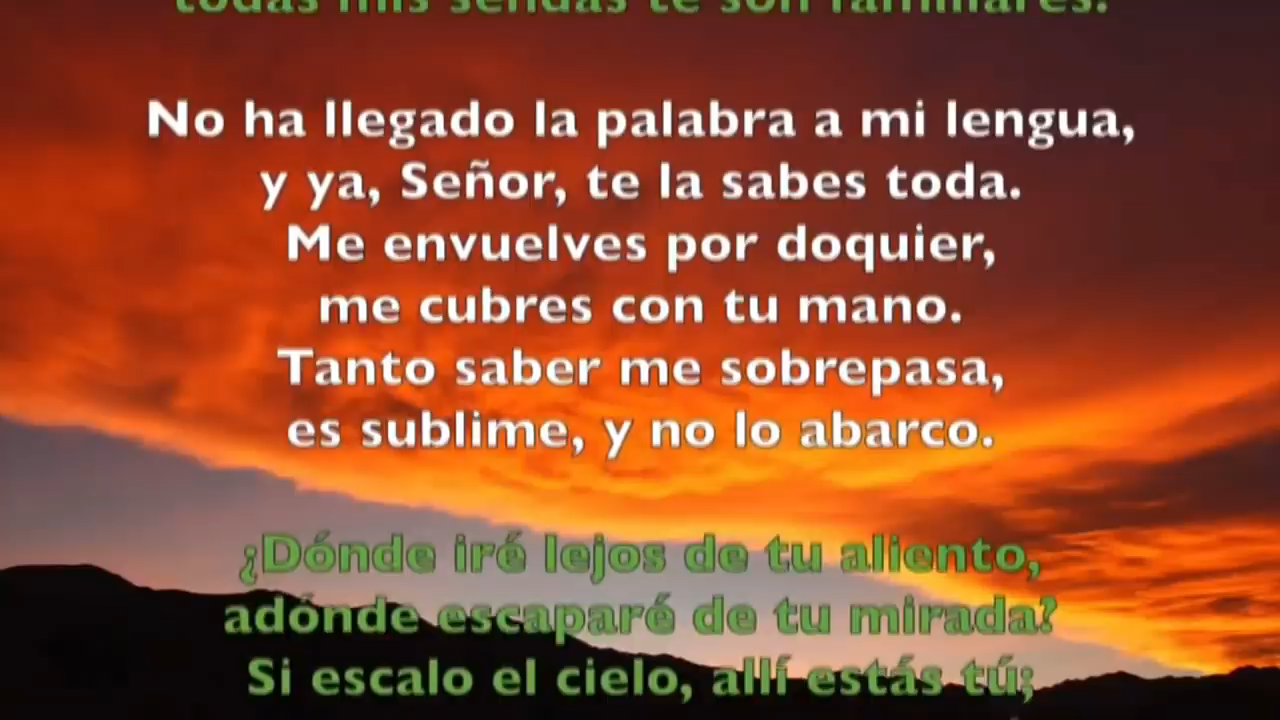 todas mis sendas te son familiares.
No ha llegado la palabra a mi lengua,
y ya, Señor, te la sabes toda.
Me envuelves por doquier,
me cubres con tu mano.
Tanto saber me sobrepasa,
es sublime, y no lo abarco.
¿Dónde iré lejos de tu aliento,
adónde escaparé de tu mirada?
Si escalo el cielo, allí estás tú;